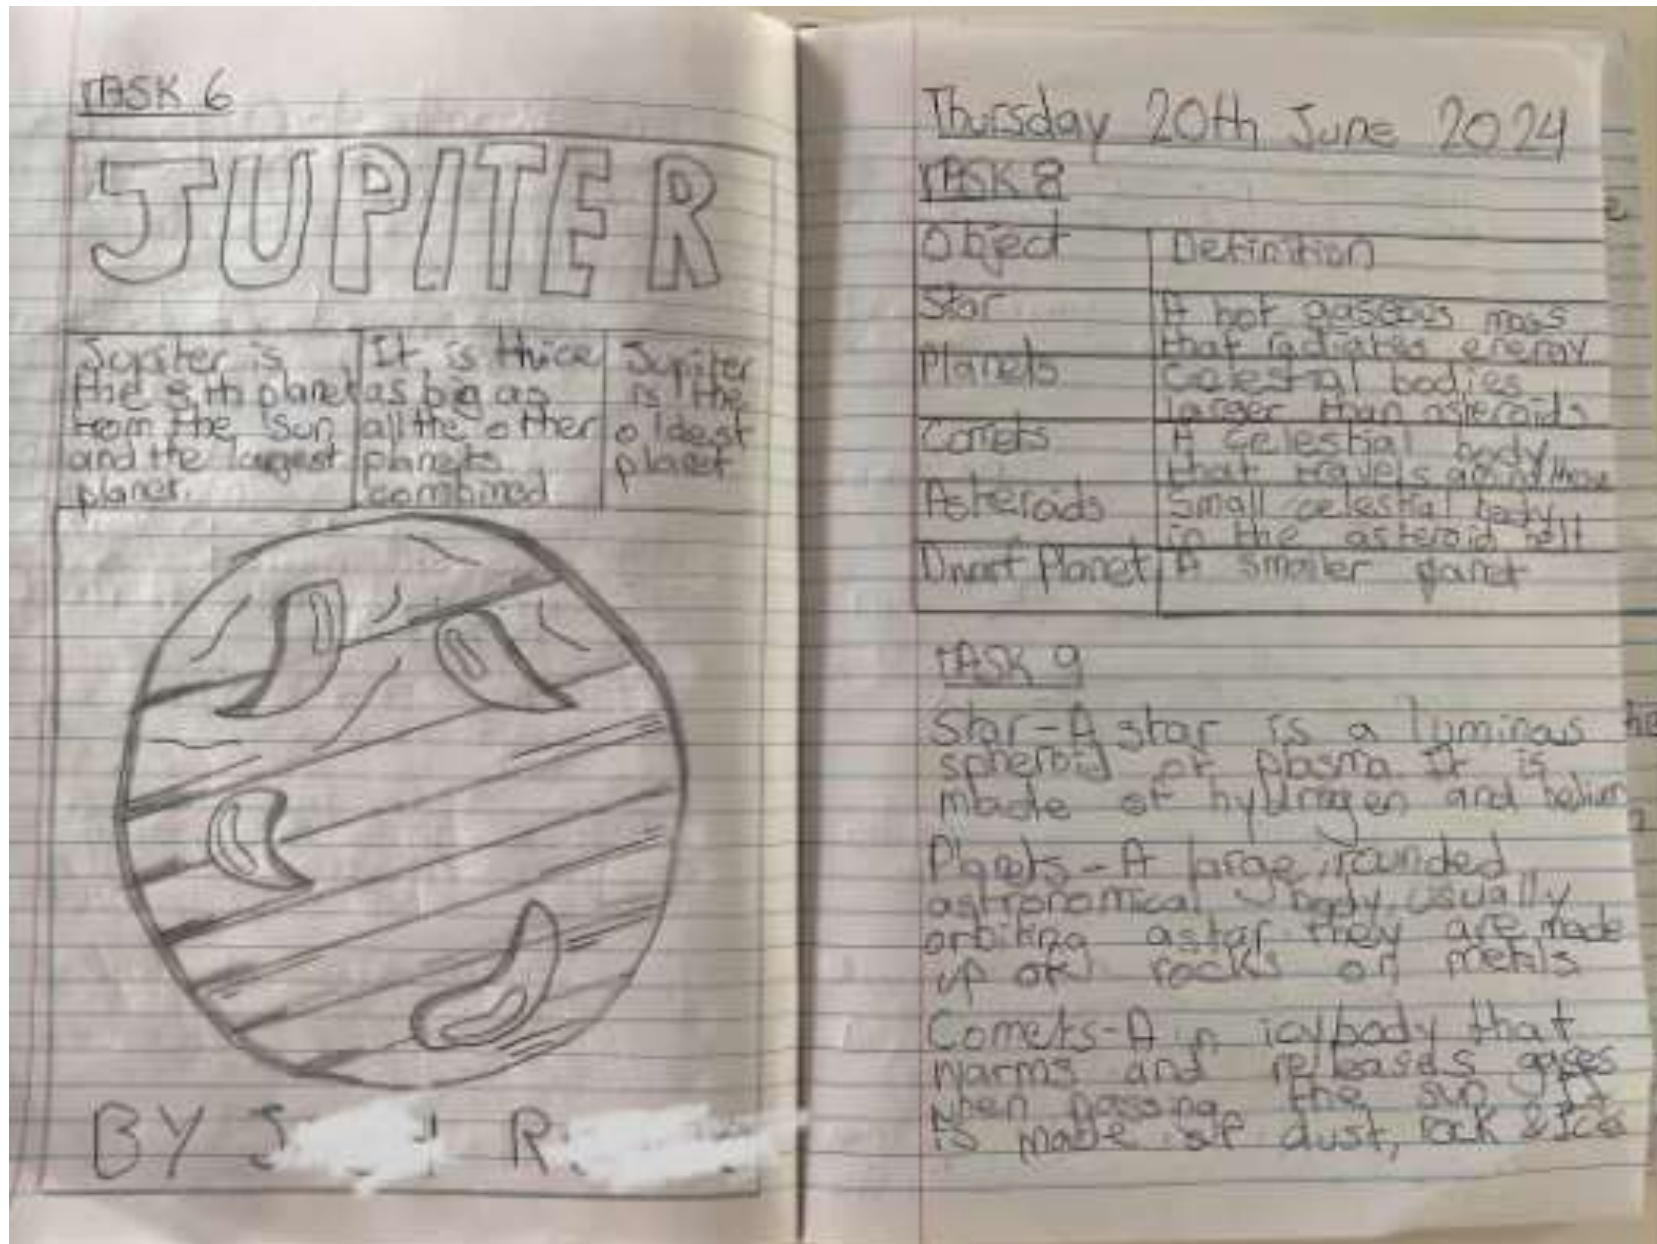 TASK 6
JUPITER
Jupiter is
the 5th planet
from the Sun
and the largest
planet.
It is thice
as big as
all the other
planets
combined
Jupiter
is the
oldest
planet
BY J R
Thursday 20th June 2024
TASK 8
Object Definition
Star A hot gaseous mass
that radiates energy
Planets Celestial bodies
larger than asteroids
Comets A celestial body
that travels around
Asteroids Small celestial body
in the asteroid belt
Dwarf Planet A smaller planet
TASK 9
Star - A star is a luminous
spheroid of plasma It is
made of hydrogen and helium
Planets - A large, rounded
astronomical body, usually
orbiting a star they are made
up of rocks or metals
Comets - A n icy body that
warms and releases gases
when passing the sun It
is made of dust, rock & Ice